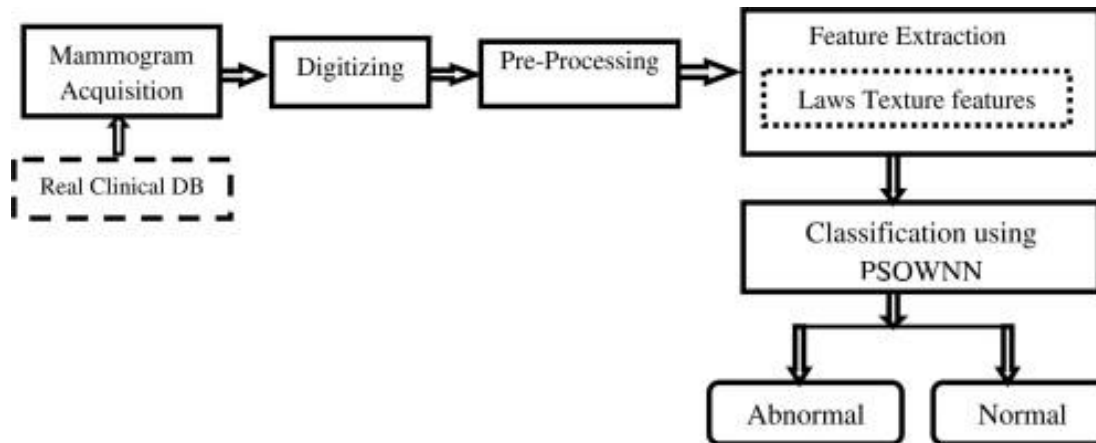 Mammogram
Acquisition
Digitizing
Pre-Processing
Feature Extraction
Laws Texture features
Real Clinical DB
Classification using
PSOWNN
Abnormal
Normal